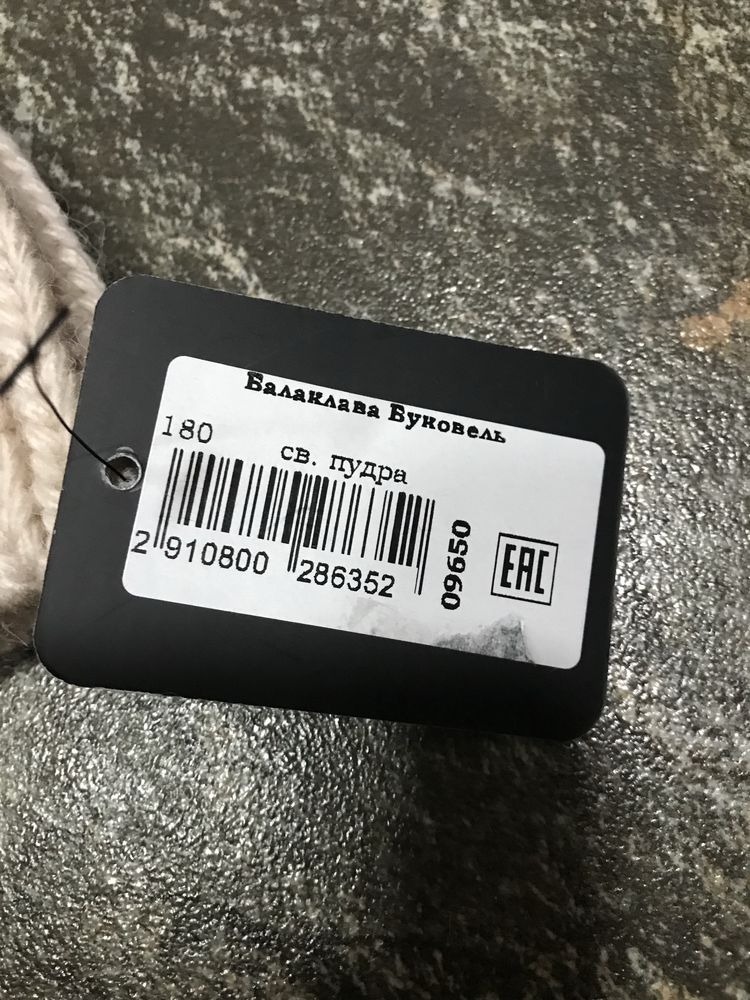 Балаклава Буковель
180
св. пудра
2 910800 286352
09650
EAC